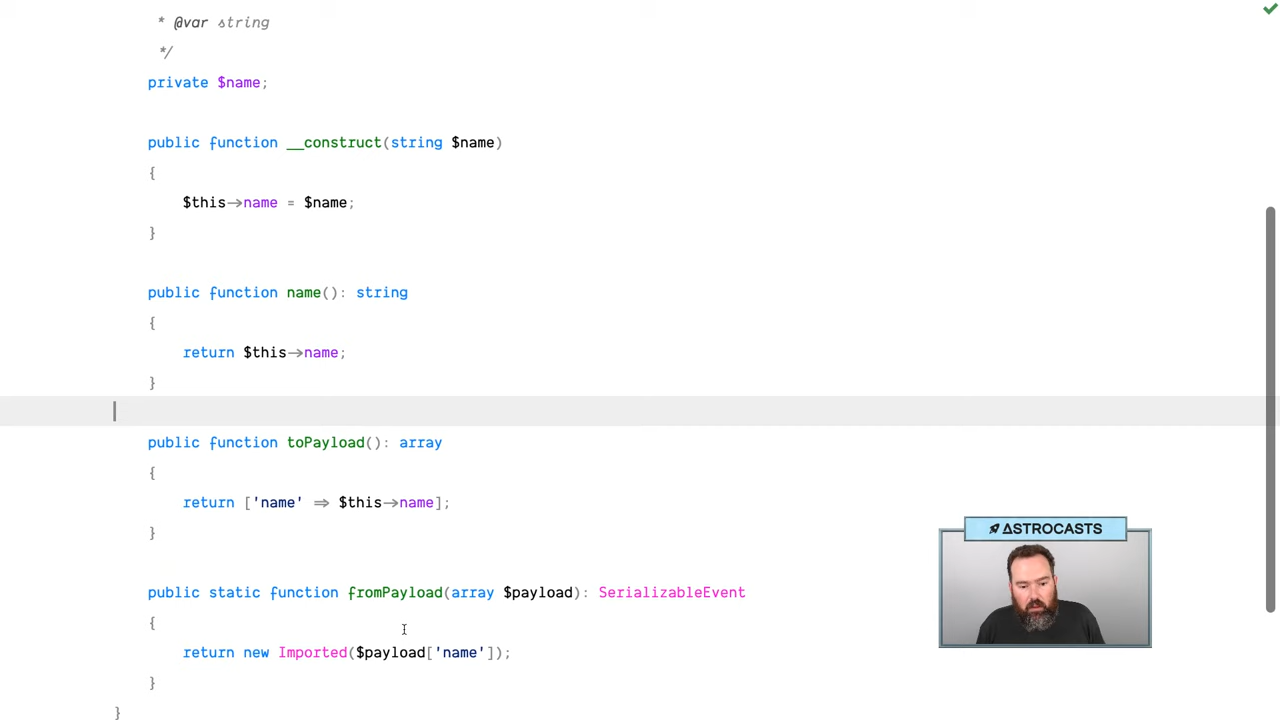 * @var string
*/
private $name;
public function __construct(string $name)
{
$this->name = $name;
}
public function name(): string
{
return $this->name;
}
public function toPayload(): array
{
return ['name' => $this->name];
}
public static function fromPayload(array $payload): SerializableEvent
{
return new Imported($payload['name']);
}
}
ΔSTROCASTS